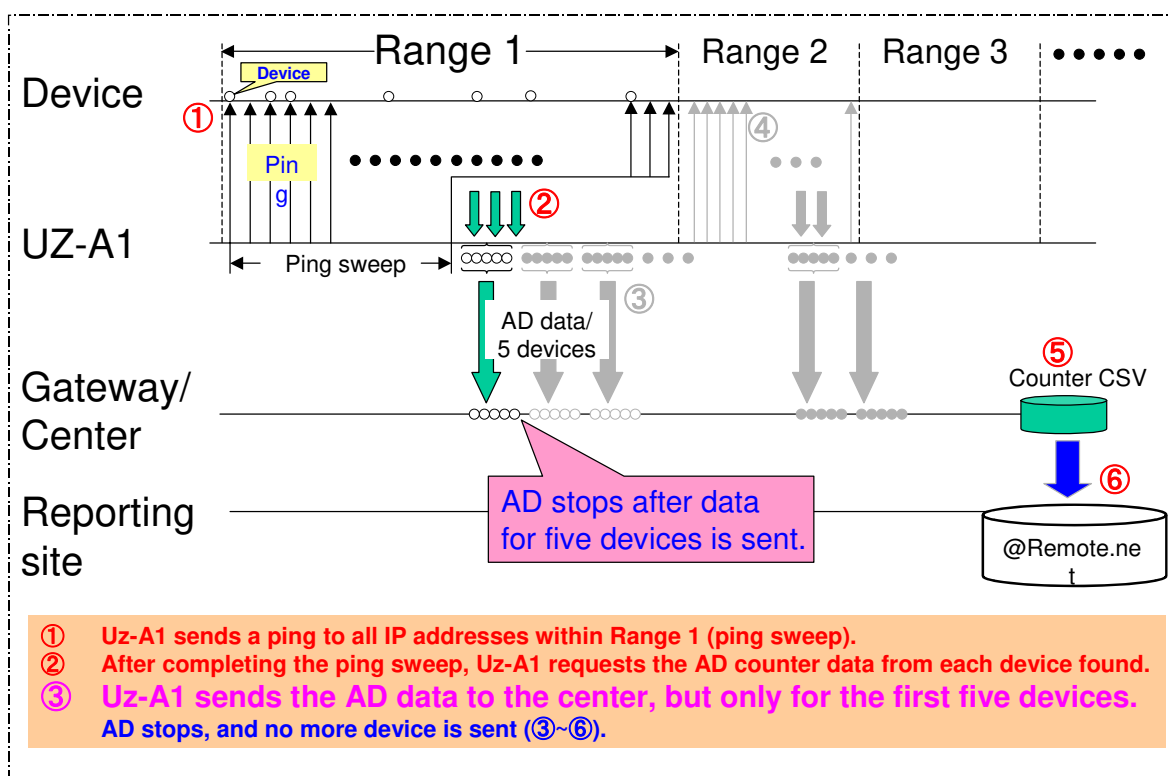 Range 1
Range 2
Range 3
Device
Device
①
④
Pin
g
②
UZ-A1
Ping sweep
③
AD data/
5 devices
⑤
Counter CSV
Gateway/
Center
⑥
AD stops after data
for five devices is sent.
Reporting
site
@Remote.ne
t
① Uz-A1 sends a ping to all IP addresses within Range 1 (ping sweep).
② After completing the ping sweep, Uz-A1 requests the AD counter data from each device found.
③ Uz-A1 sends the AD data to the center, but only for the first five devices.
AD stops, and no more device is sent (③~⑥).